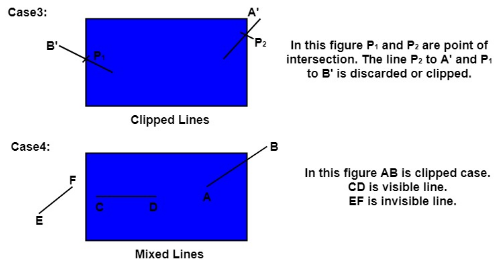 Case3:
A'
B'
P₁
P₂
In this figure P₁ and P₂ are point of
intersection. The line P₂ to A' and P₁
to B' is discarded or clipped.
Clipped Lines
Case4:
B
F
A
C
D
E
In this figure AB is clipped case.
CD is visible line.
EF is invisible line.
Mixed Lines